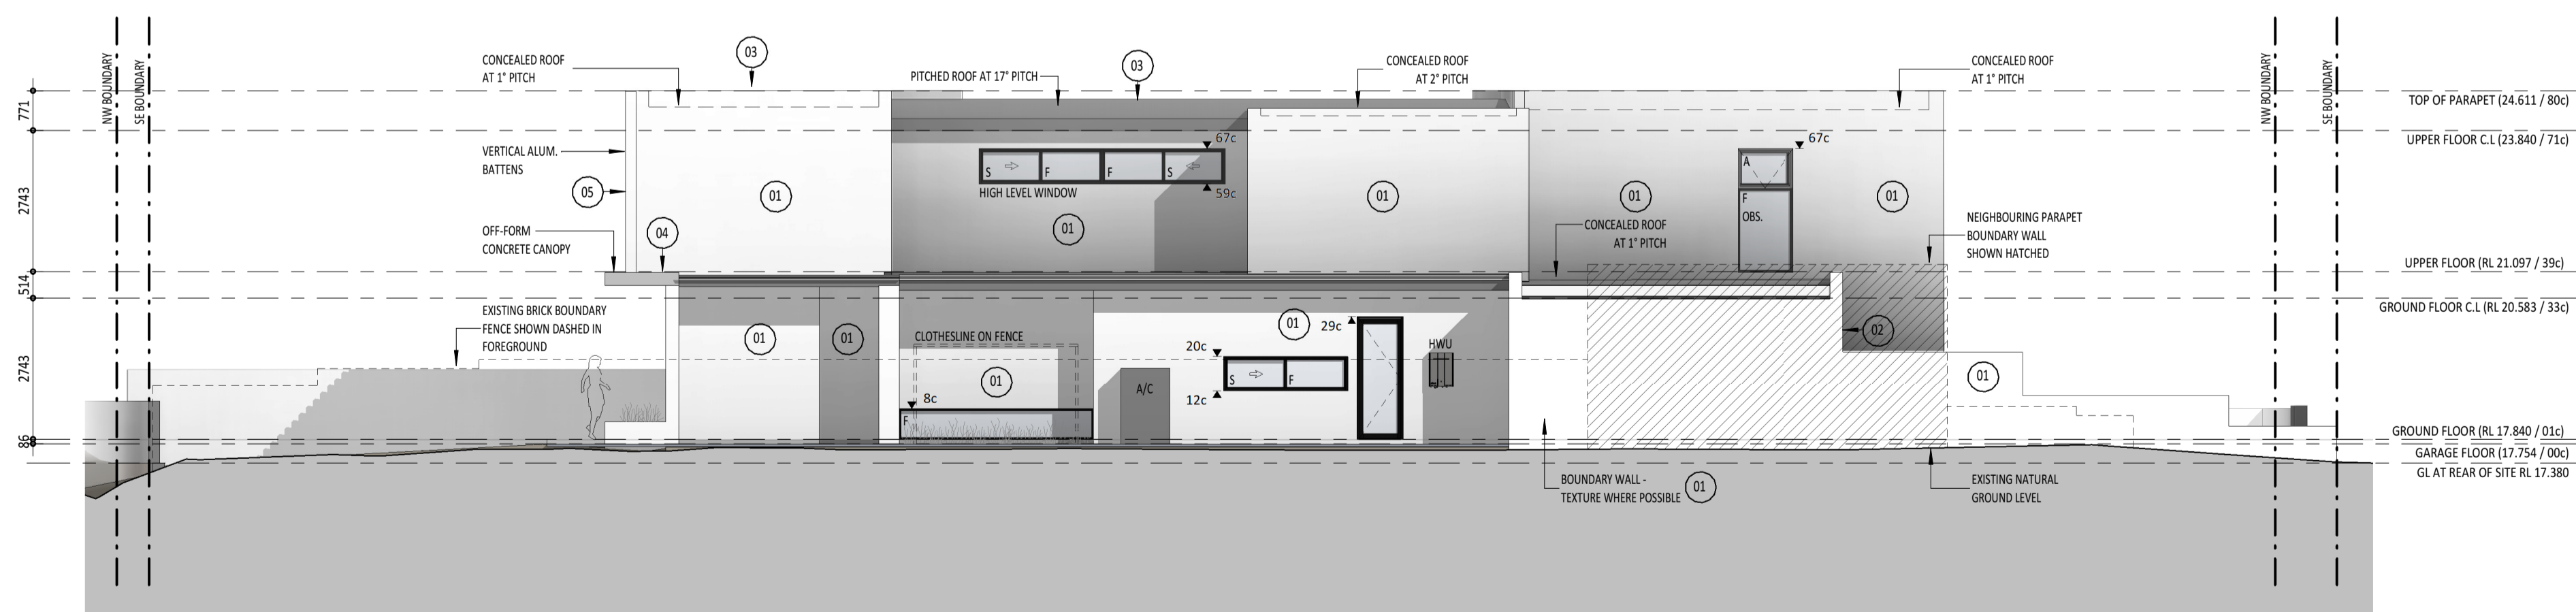 NW BOUNDARY
SE BOUNDARY
CONCEALED ROOF
AT 1° PITCH
03
PITCHED ROOF AT 17° PITCH
03
CONCEALED ROOF
AT 2° PITCH
CONCEALED ROOF
AT 1° PITCH
NW BOUNDARY
SE BOUNDARY
TOP OF PARAPET (24.611 / 80c)
771
UPPER FLOOR C.L (23.840 / 71c)
67c
67c
VERTICAL ALUM.
BATTENS
S
F
F
S
A
2743
05
01
HIGH LEVEL WINDOW
59c
01
01
F
OBS.
01
01
OFF-FORM
CONCRETE CANOPY
04
CONCEALED ROOF
AT 1° PITCH
NEIGHBOURING PARAPET
BOUNDARY WALL
SHOWN HATCHED
UPPER FLOOR (RL 21.097 / 39c)
514
GROUND FLOOR C.L (RL 20.583 / 33c)
EXISTING BRICK BOUNDARY
FENCE SHOWN DASHED IN
FOREGROUND
01
01
CLOTHESLINE ON FENCE
01
29c
HWU
02
2743
20c
01
A/C
S
F
01
12c
8c
F
86
GROUND FLOOR (RL 17.840 / 01c)
GARAGE FLOOR (17.754 / 00c)
GL AT REAR OF SITE RL 17.380
BOUNDARY WALL -
TEXTURE WHERE POSSIBLE
01
EXISTING NATURAL
GROUND LEVEL